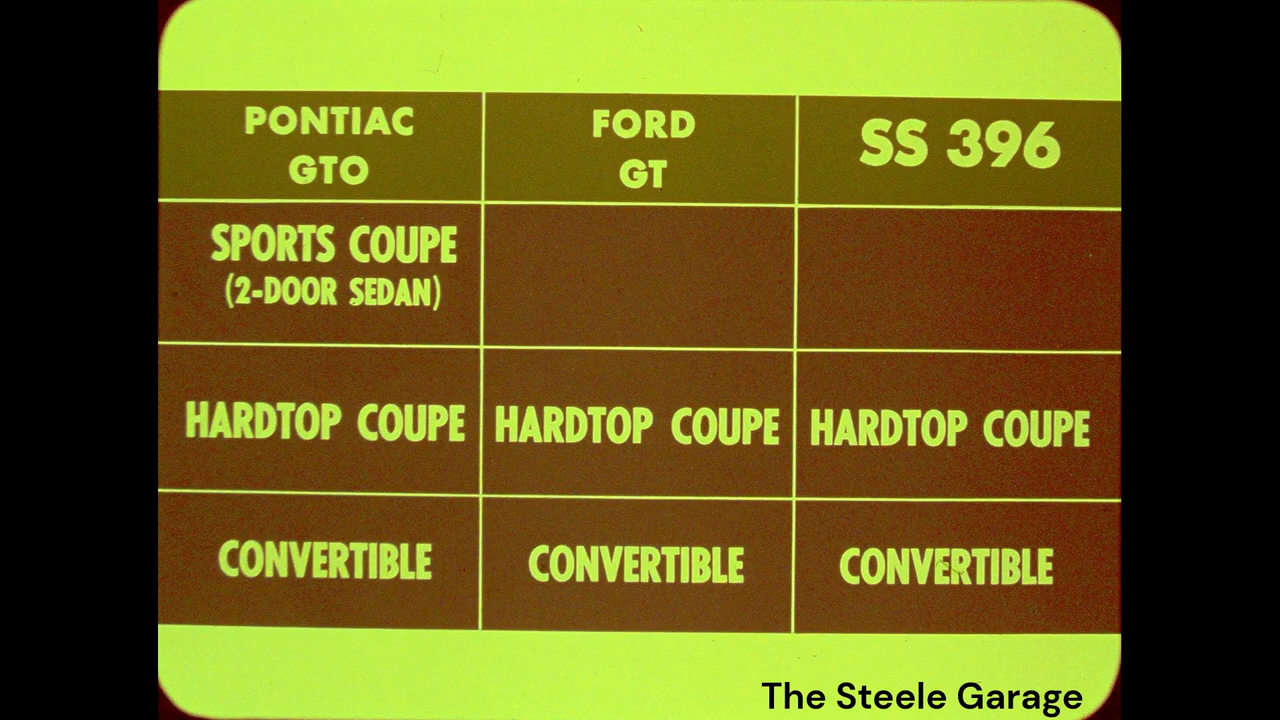 PONTIAC
GTO
FORD
GT
SS 396
SPORTS COUPE
(2-DOOR SEDAN)
HARDTOP COUPE
HARDTOP COUPE
HARDTOP COUPE
CONVERTIBLE
CONVERTIBLE
CONVERTIBLE
The Steele Garage